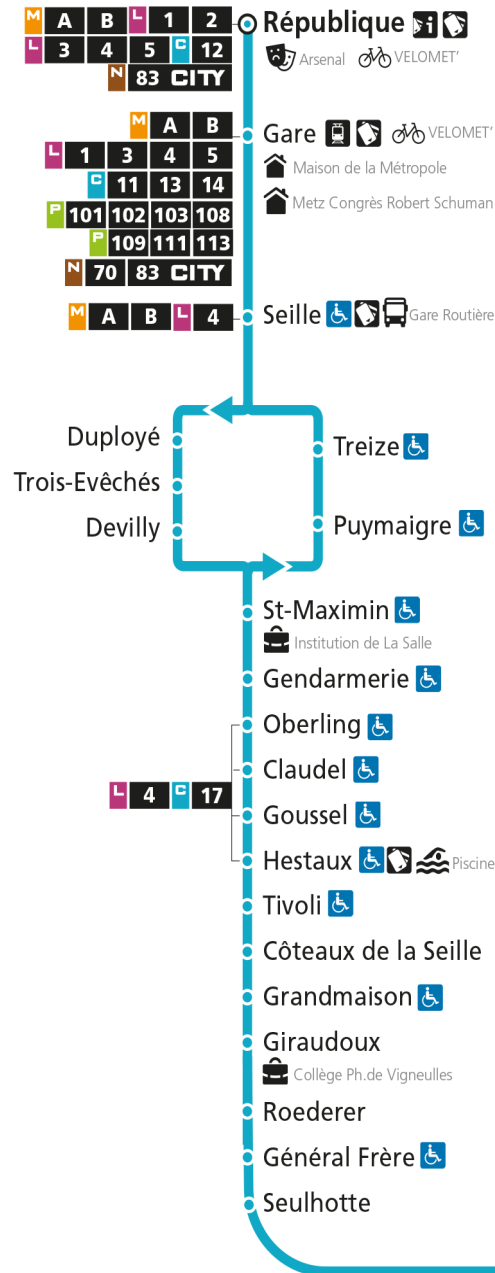 M A B L 1 2 République i
L 3 4 5 C 12 Arsenal VELOMET'
N 83 CITY
M A B Gare VELOMET'
L 1 3 4 5 Maison de la Métropole
C 11 13 14 Metz Congrès Robert Schuman
P 101 102 103 108
P 109 111 113
N 70 83 CITY
M A B L 4 Seille Gare Routière
Duployé
Treize
Trois-Evêchés
Devilly
Puymaigre
St-Maximin
Institution de La Salle
Gendarmerie
Oberling
Claudel
L 4 C 17
Goussel
Hestaux Piscine
Tivoli
Côteaux de la Seille
Grandmaison
Giraudoux
Collège Ph.de Vigneulles
Roederer
Général Frère
Seulhotte